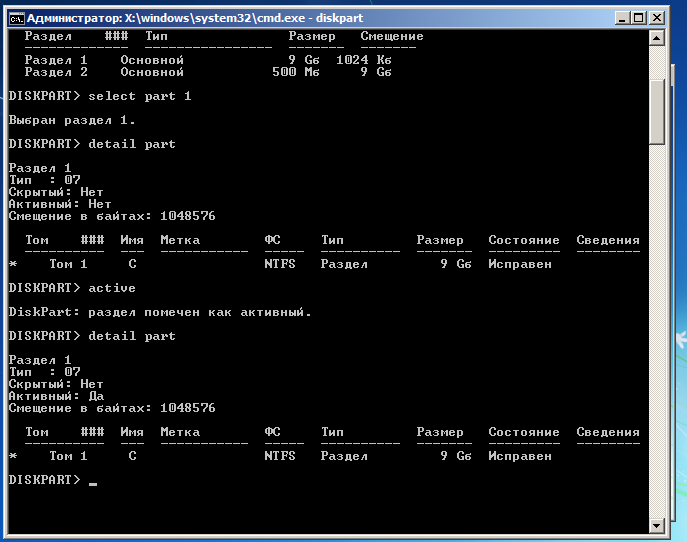 Администратор: X:\windows\system32\cmd.exe - diskpart
Раздел ### Тип Размер Смещение
------------- ---------------- ------- --------
Раздел 1 Основной 9 Gб 1024 Кб
Раздел 2 Основной 500 Мб 9 Gб
DISKPART> select part 1
Выбран раздел 1.
DISKPART> detail part
Раздел 1
Тип : 07
Скрытый: Нет
Активный: Нет
Смещение в байтах: 1048576
Том ### Имя Метка ФС Тип Размер Состояние Сведения
---------- --- ----------- ----- ---------- ------- --------- --------
* Том 1 C NTFS Раздел 9 Gб Исправен
DISKPART> active
DiskPart: раздел помечен как активный.
DISKPART> detail part
Раздел 1
Тип : 07
Скрытый: Нет
Активный: Да
Смещение в байтах: 1048576
Том ### Имя Метка ФС Тип Размер Состояние Сведения
---------- --- ----------- ----- ---------- ------- --------- --------
* Том 1 C NTFS Раздел 9 Gб Исправен
DISKPART> _